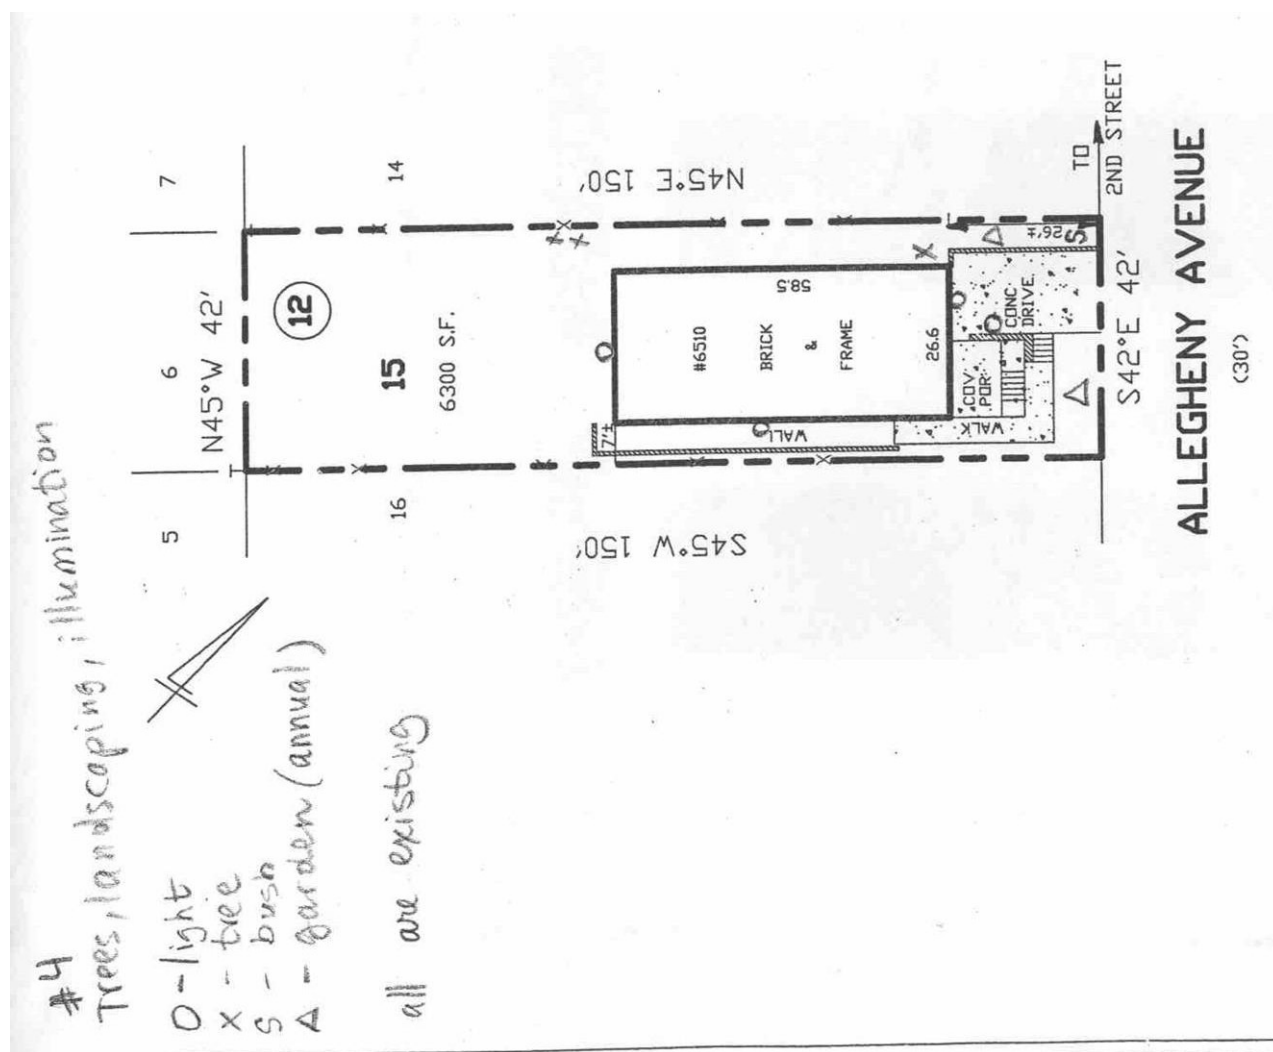 #4
Trees, landscaping, illumination
O - light
X - tree
S - bush
Δ - garden (annual)
all are existing
5
6
7
N45°W 42'
12
15
6300 S.F.
16
14
S45°W 150'
N45°E 150'
7'±
WALL
#6510
BRICK
&
FRAME
58.5
26.6
WALK
COV.
POR.
CONC.
DRIVE
26'±
S
TO
2ND STREET
S42°E 42'
ALLEGHENY AVENUE
(30')